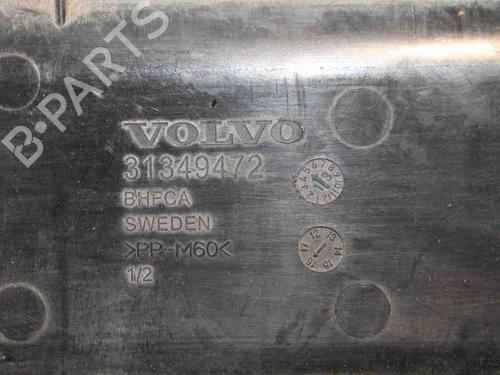 B-PARTS
VOLVO
31349472
BHFCA
SWEDEN
>PP-M60<
1/2